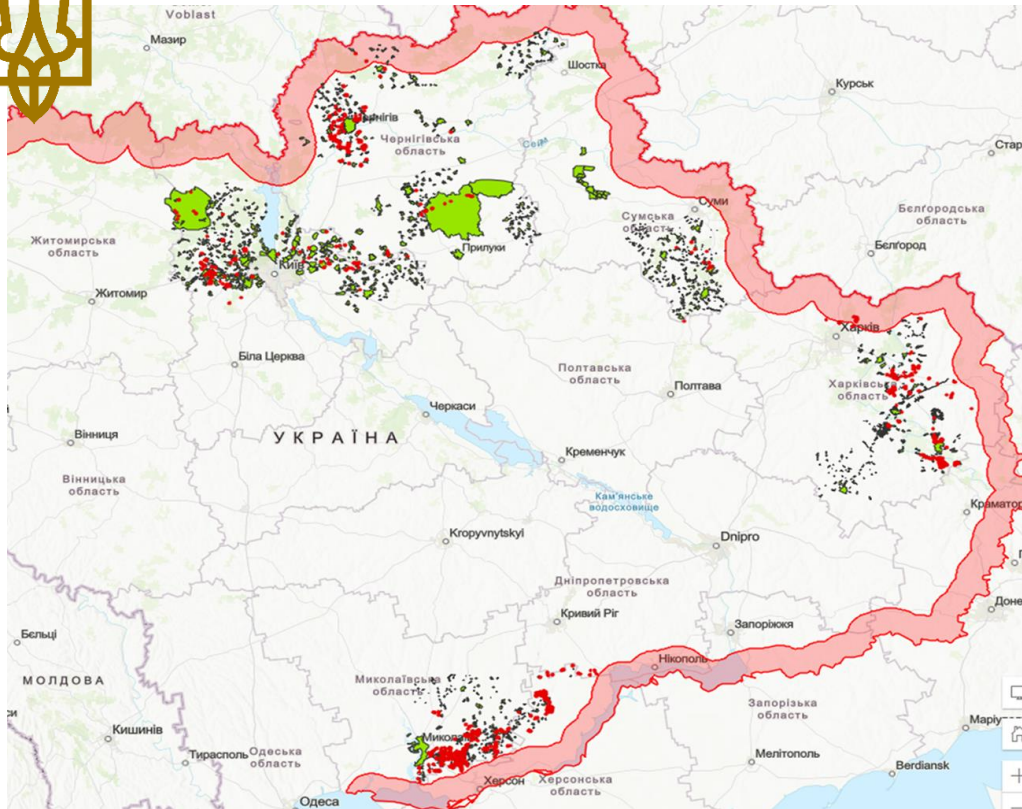 Voblast
Мазир
Шостка
Курськ
Чернігів
Чернігівська
область
Сейм
Стар
Суми
Сумська
область
Бєлгородська
область
Бєлгород
Житомирська
область
Прилуки
Київ
Житомир
Харків
Біла Церква
Полтавська
область
Полтава
Харківська
область
Черкаси
УКРАЇНА
Вінниця
Вінницька
область
Кременчук
Кам'янське
водосховище
Краматор
Kropyvnytskyi
Dnipro
Дніпропетровська
область
Доне
Кривий Ріг
Запоріжжя
Бєльці
Нікополь
МОЛДОВА
Миколаївська
область
Запорізька
область
Маріу
Кишинів
Микола
Тирасполь
Одеська
область
Мелітополь
Berdiansk
Херсон
Херсонська
область
Одеса